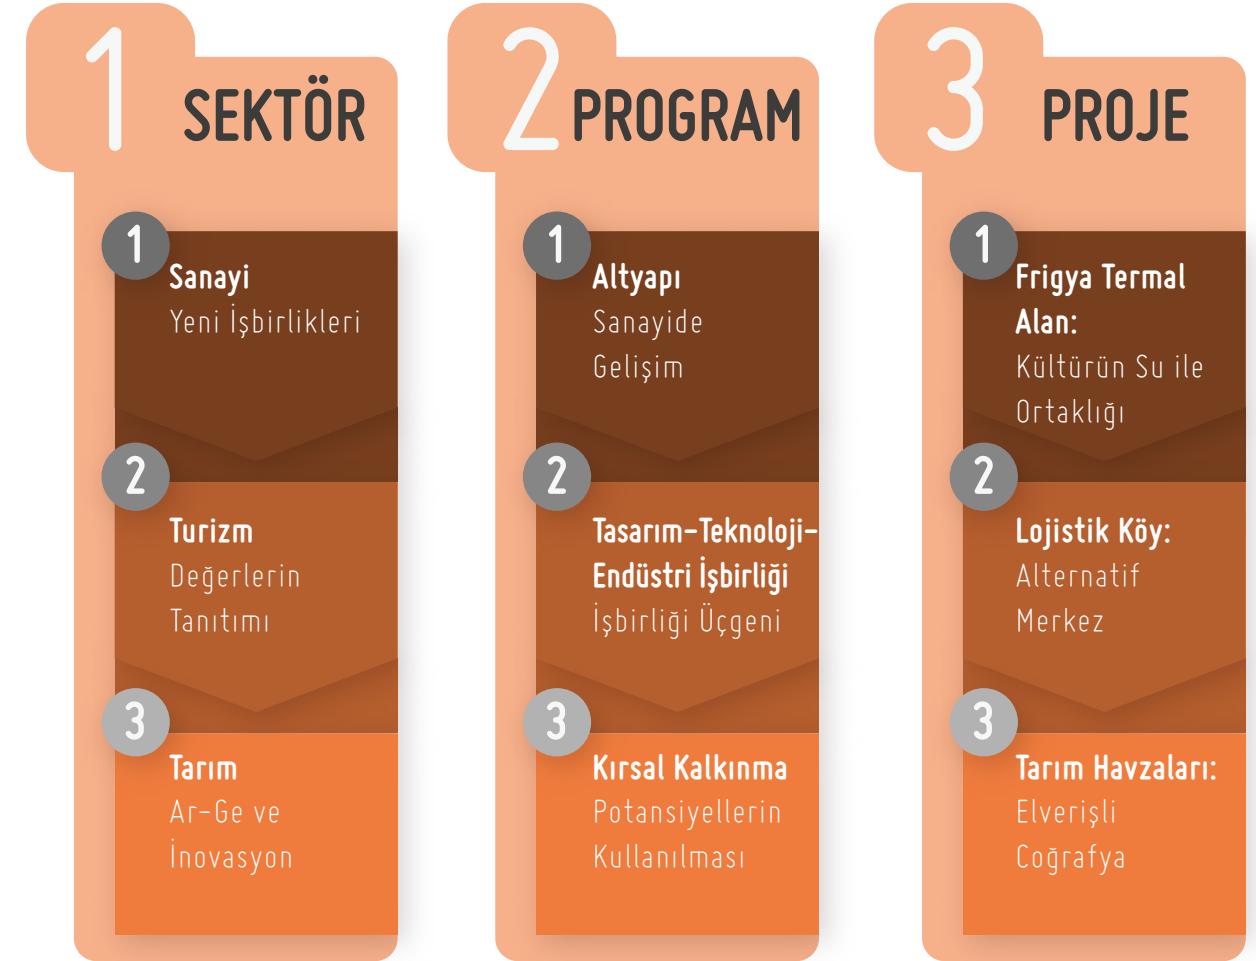 1
SEKTÖR
1
Sanayi
Yeni İşbirlikleri
2
Turizm
Değerlerin
Tanıtımı
3
Tarım
Ar-Ge ve
İnovasyon
2
PROGRAM
1
Altyapı
Sanayide
Gelişim
2
Tasarım-Teknoloji-
Endüstri İşbirliği
İşbirliği Üçgeni
3
Kırsal Kalkınma
Potansiyellerin
Kullanılması
3
PROJE
1
Frigya Termal
Alan:
Kültürün Su ile
Ortaklığı
2
Lojistik Köy:
Alternatif
Merkez
3
Tarım Havzaları:
Elverişli
Coğrafya